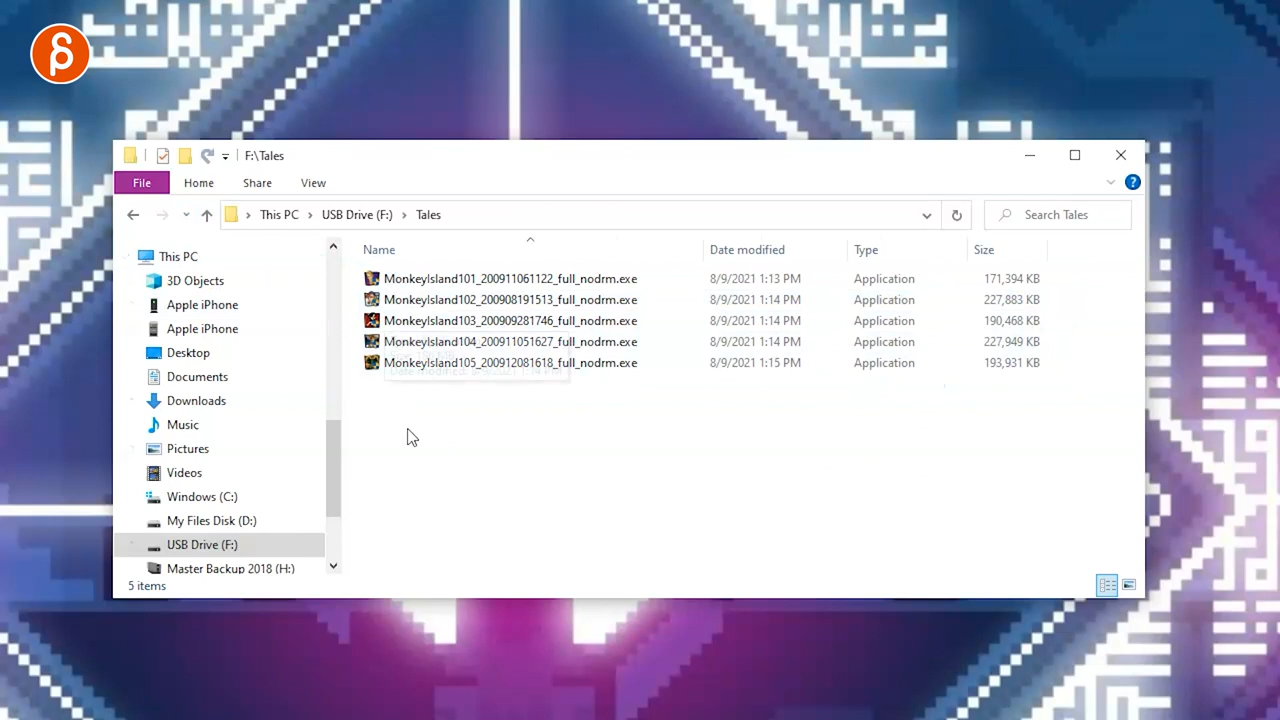 F:\Tales
File Home Share View
This PC > USB Drive (F:) > Tales
Search Tales
Name Date modified Type Size
MonkeyIsland101_200911061122_full_nodrm.exe 8/9/2021 1:13 PM Application 171,394 KB
MonkeyIsland102_200908191513_full_nodrm.exe 8/9/2021 1:14 PM Application 227,883 KB
MonkeyIsland103_200909281746_full_nodrm.exe 8/9/2021 1:14 PM Application 190,468 KB
MonkeyIsland104_200911051627_full_nodrm.exe 8/9/2021 1:14 PM Application 227,949 KB
MonkeyIsland105_200912081618_full_nodrm.exe 8/9/2021 1:15 PM Application 193,931 KB
This PC
3D Objects
Apple iPhone
Apple iPhone
Desktop
Documents
Downloads
Music
Pictures
Videos
Windows (C:)
My Files Disk (D:)
USB Drive (F:)
Master Backup 2018 (H:)
5 items